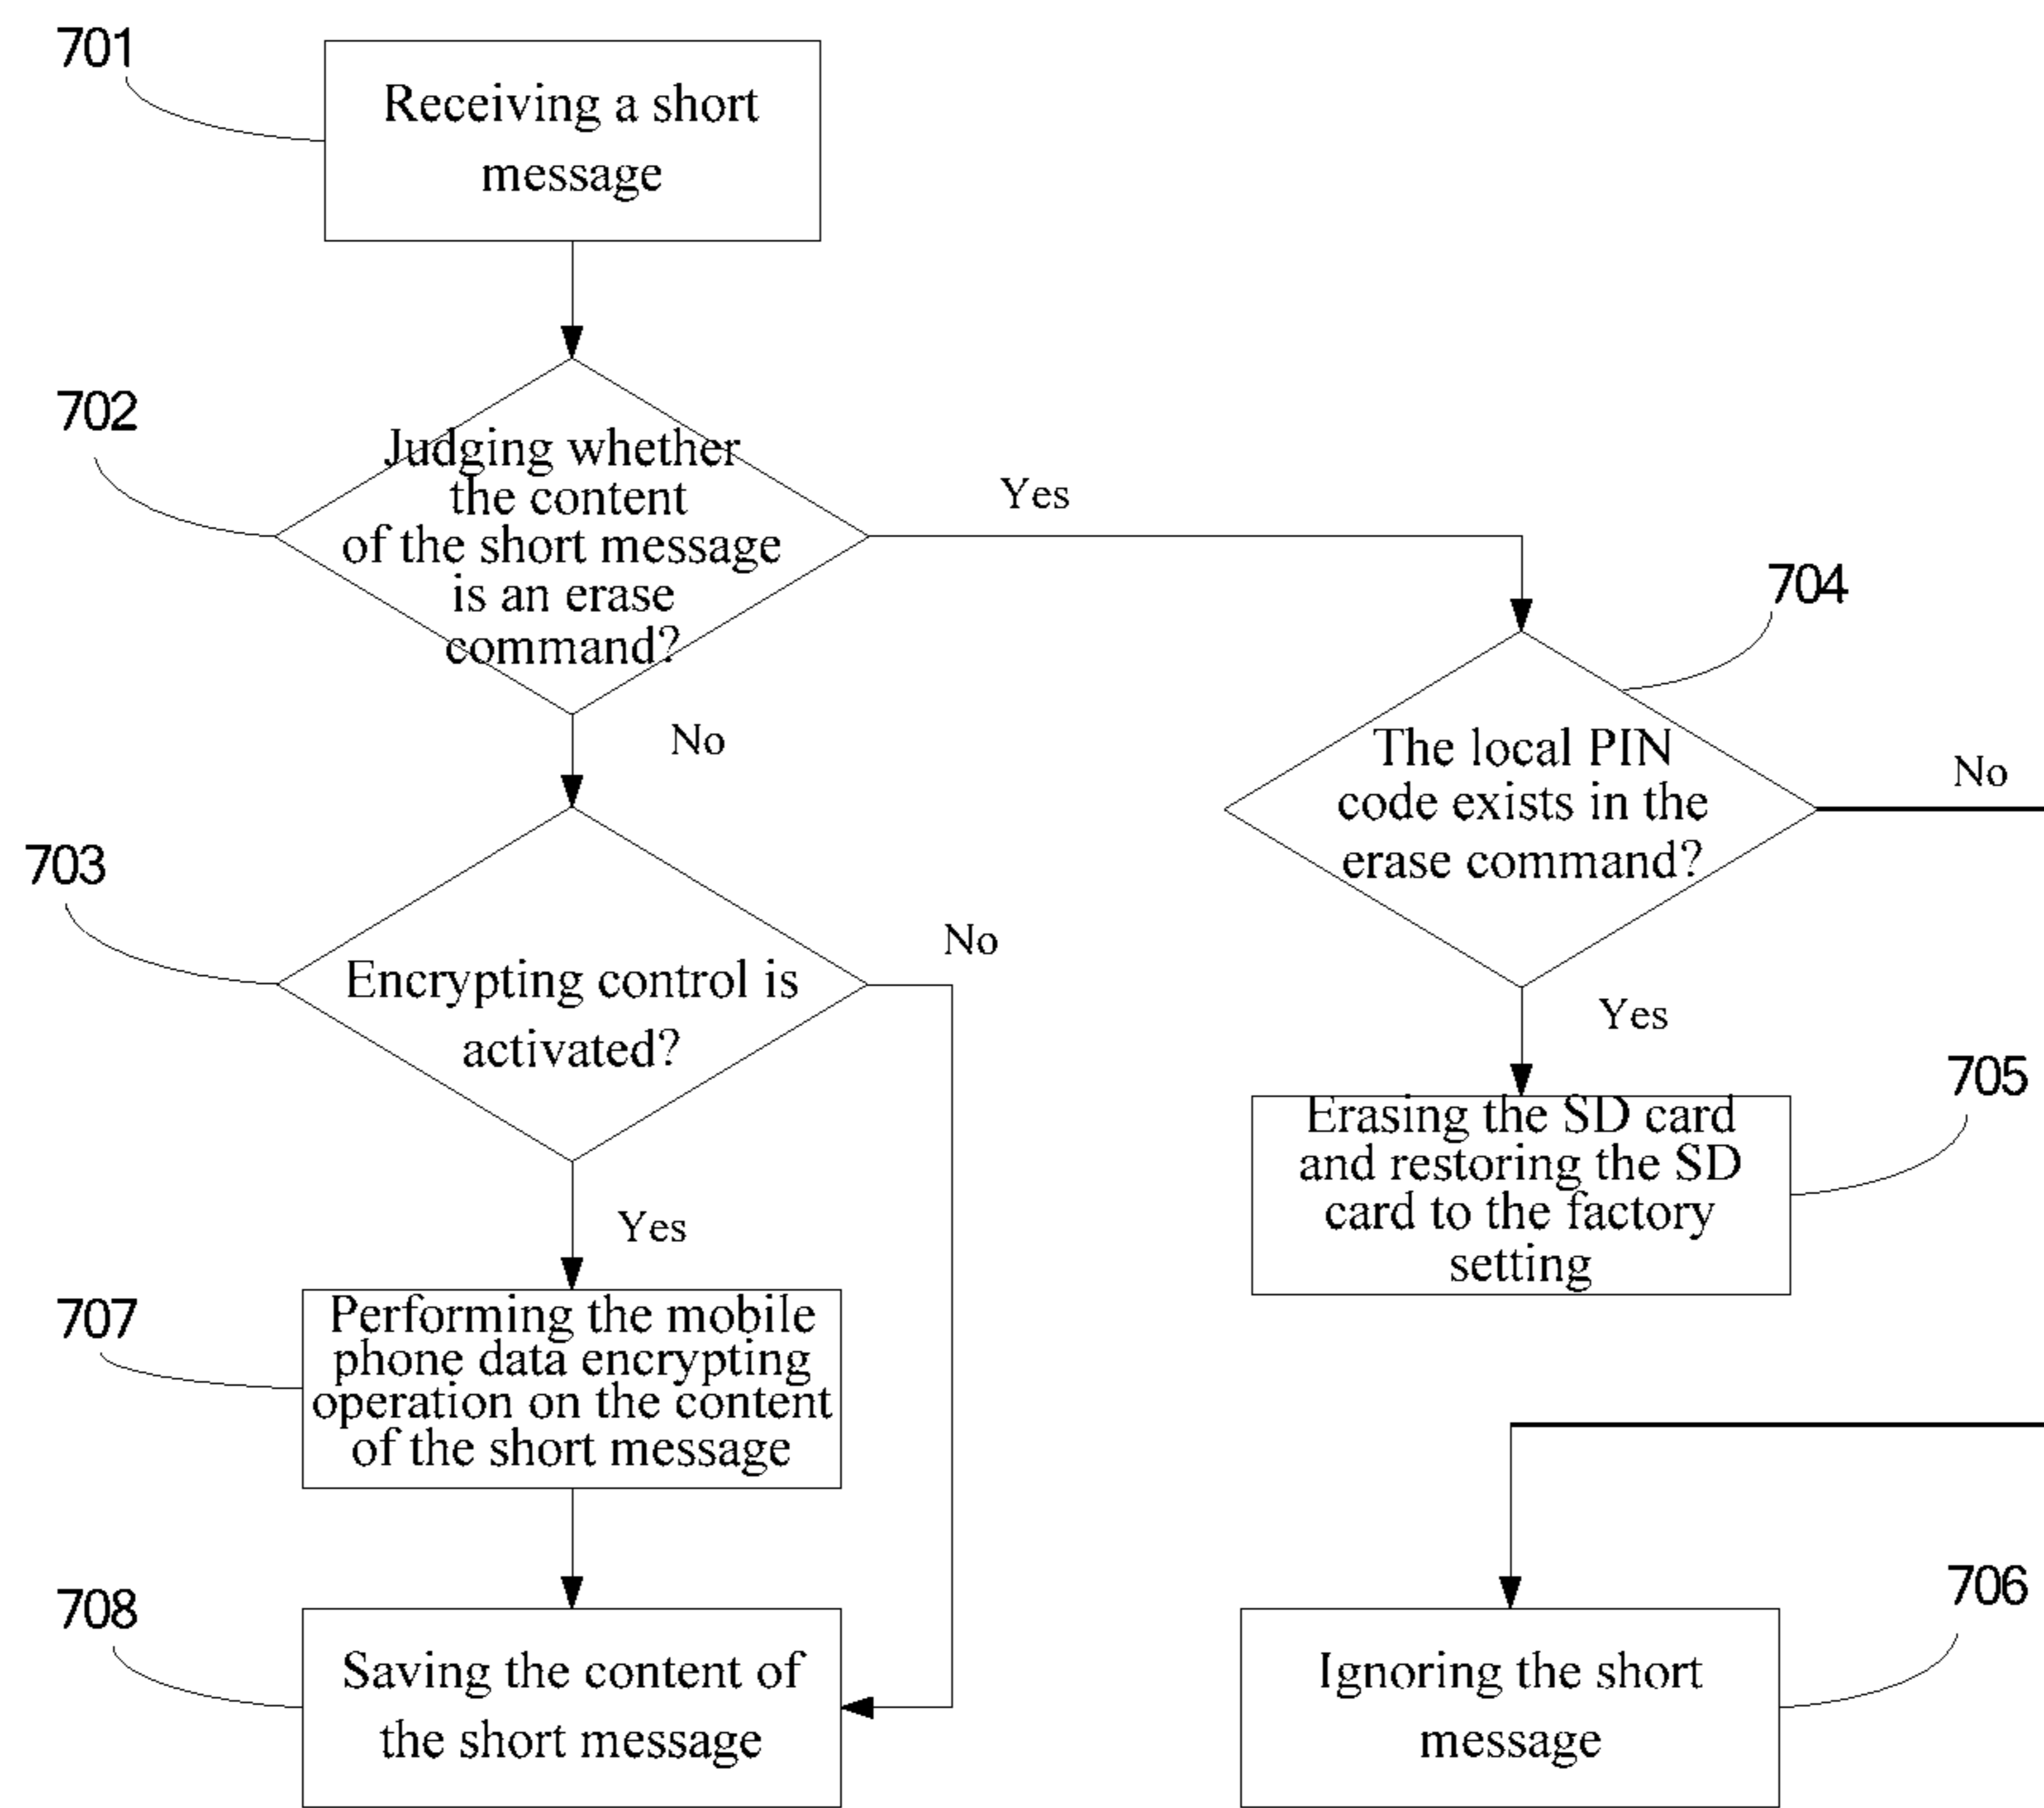 701
Receiving a short
message
702
Judging whether
the content
of the short message
is an erase
command?
Yes
No
704
The local PIN
code exists in the
erase command?
No
Yes
703
Encrypting control is
activated?
No
Yes
705
Erasing the SD card
and restoring the SD
card to the factory
setting
707
Performing the mobile
phone data encrypting
operation on the content
of the short message
708
Saving the content of
the short message
706
Ignoring the short
message